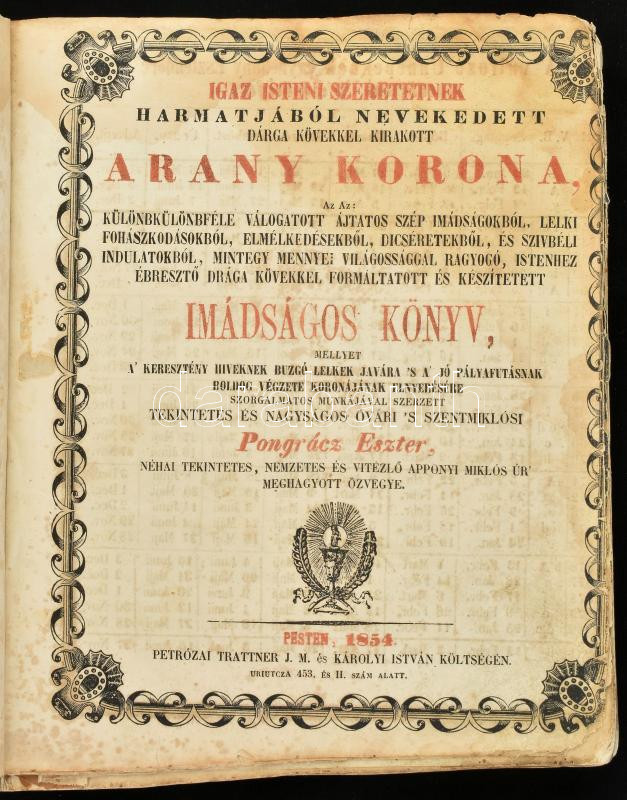 IGAZ ISTENI SZERETETNEK
HARMATJÁBÓL NEVEKEDETT
DÁRGA KÖVEKKEL KIRAKOTT
ARANY KORONA,
AZ AZ:
KÜLÖNBKÜLÖNBFÉLE VÁLOGATOTT ÁJTATOS SZÉP IMÁDSÁGOKBÓL, LELKI
FOHÁSZKODÁSOKBÓL, ELMÉLKEDÉSEKBŐL, DICSÉRETEKBŐL, ÉS SZIVBÉLI
INDULATOKBÓL, MINTEGY MENNYEI VILÁGOSSÁGGAL RAGYOGÓ, ISTENHEZ
ÉBRESZTŐ DRÁGA KÖVEKKEL FORMÁLTATOTT ÉS KÉSZÍTETETT
IMÁDSÁGOS KÖNYV,
MELLYET
A' KERESZTÉNY HIVEKNEK BUZGÓ LELKEK JAVÁRA 'S A' JÓ PÁLYAFUTÁSNAK
BOLDOG VÉGZETE KORONÁJÁNAK ELNYERÉSÉRE
SZORGALMATOS MUNKÁJÁVAL SZERZETT
TEKINTETES ÉS NAGYSÁGOS ÓVÁRI 'S SZENTMIKLÓSI
Pongrácz Eszter,
NÉHAI TEKINTETES, NEMZETES ÉS VITÉZLŐ APPONYI MIKLÓS ÚR'
MEGHAGYOTT ÖZVEGYE.
PESTEN, 1854.
PETRÓZAI TRATTNER J. M. és KÁROLYI ISTVÁN KÖLTSÉGÉN.
URIUTCZA 453. ÉS II. SZÁM ALATT.
darabanth